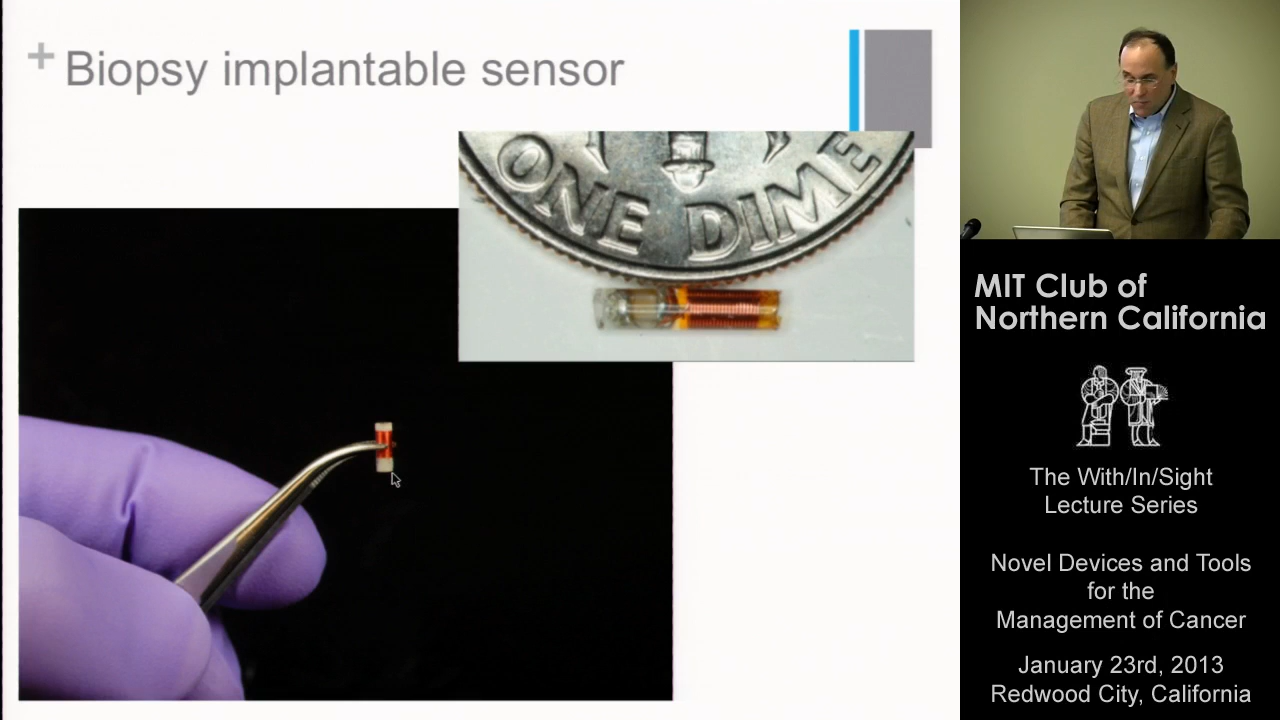 + Biopsy implantable sensor
ONE DIME
MIT Club of
Northern California
The With/In/Sight
Lecture Series
Novel Devices and Tools
for the
Management of Cancer
January 23rd, 2013
Redwood City, California